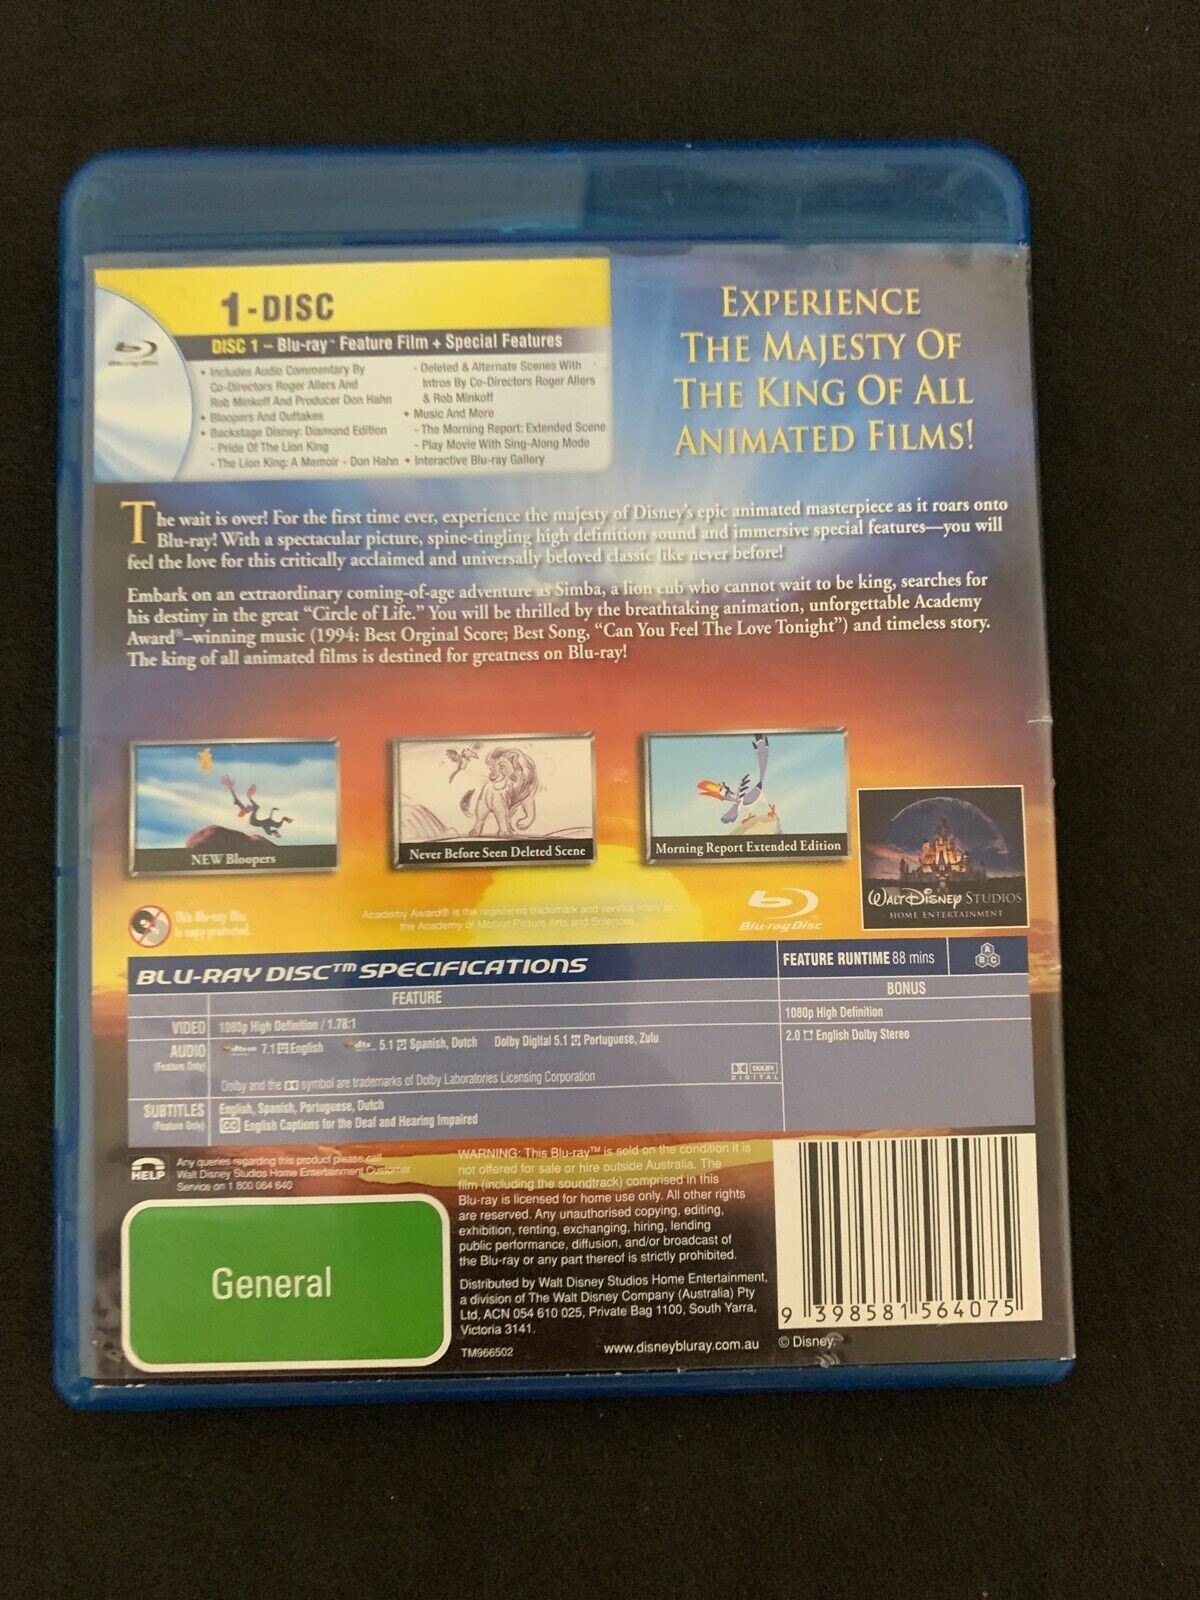 1-DISC
DISC 1 – Blu-ray™ Feature Film + Special Features
Blu-ray Disc
• Includes Audio Commentary By
Co-Directors Roger Allers And
Rob Minkoff And Producer Don Hahn
• Bloopers And Outtakes
• Backstage Disney: Diamond Edition
- Pride Of The Lion King
- The Lion King: A Memoir - Don Hahn
- Deleted & Alternate Scenes With
Intros By Co-Directors Roger Allers
& Rob Minkoff
• Music And More
- The Morning Report: Extended Scene
- Play Movie With Sing-Along Mode
• Interactive Blu-ray Gallery
EXPERIENCE
THE MAJESTY OF
THE KING OF ALL
ANIMATED FILMS!
The wait is over! For the first time ever, experience the majesty of Disney's epic animated masterpiece as it roars onto
Blu-ray! With a spectacular picture, spine-tingling high definition sound and immersive special features—you will
feel the love for this critically acclaimed and universally beloved classic like never before!
Embark on an extraordinary coming-of-age adventure as Simba, a lion cub who cannot wait to be king, searches for
his destiny in the great "Circle of Life." You will be thrilled by the breathtaking animation, unforgettable Academy
Award®–winning music (1994: Best Orginal Score; Best Song, "Can You Feel The Love Tonight") and timeless story.
The king of all animated films is destined for greatness on Blu-ray!
NEW Bloopers
Never Before Seen Deleted Scene
Morning Report Extended Edition
WALT DISNEY STUDIOS
HOME ENTERTAINMENT
This Blu-ray Disc
is copy protected.
Academy Award® is the registered trademark and service mark of
the Academy of Motion Picture Arts and Sciences.
Blu-ray Disc
BLU-RAY DISC™ SPECIFICATIONS
FEATURE RUNTIME 88 mins
A
B C
FEATURE
BONUS
VIDEO
1080p High Definition / 1.78:1
1080p High Definition
AUDIO
(Feature Only)
dts 7.1 English dts 5.1 Spanish, Dutch Dolby Digital 5.1 Portuguese, Zulu
2.0 English Dolby Stereo
Dolby and the symbol are trademarks of Dolby Laboratories Licensing Corporation
DOLBY
DIGITAL
SUBTITLES
(Feature Only)
English, Spanish, Portuguese, Dutch
CC English Captions for the Deaf and Hearing Impaired
HELP
Any queries regarding this product please call
Walt Disney Studios Home Entertainment Customer
Service on 1 800 064 640
General
WARNING: This Blu-ray™ is sold on the condition it is
not offered for sale or hire outside Australia. The
film (including the soundtrack) comprised in this
Blu-ray is licensed for home use only. All other rights
are reserved. Any unauthorised copying, editing,
exhibition, renting, exchanging, hiring, lending
public performance, diffusion, and/or broadcast of
the Blu-ray or any part thereof is strictly prohibited.
Distributed by Walt Disney Studios Home Entertainment,
a division of The Walt Disney Company (Australia) Pty
Ltd, ACN 054 610 025, Private Bag 1100, South Yarra,
Victoria 3141.
TM966502
www.disneybluray.com.au
© Disney.
9 398581 564075